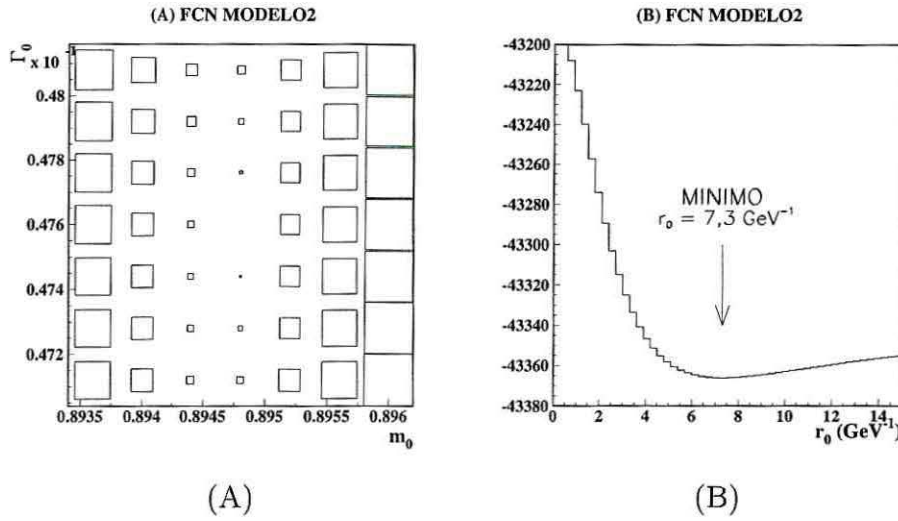 (A) FCN MODELO2
Γ₀
x 10⁻¹
0.48
0.478
0.476
0.474
0.472
0.8935 0.894 0.8945 0.895 0.8955 0.896
m₀
(A)
(B) FCN MODELO2
-43200
-43220
-43240
-43260
-43280
-43300
-43320
-43340
-43360
-43380
MINIMO
r₀ = 7,3 GeV⁻¹
0 2 4 6 8 10 12 14
r₀ (GeV⁻¹)
(B)